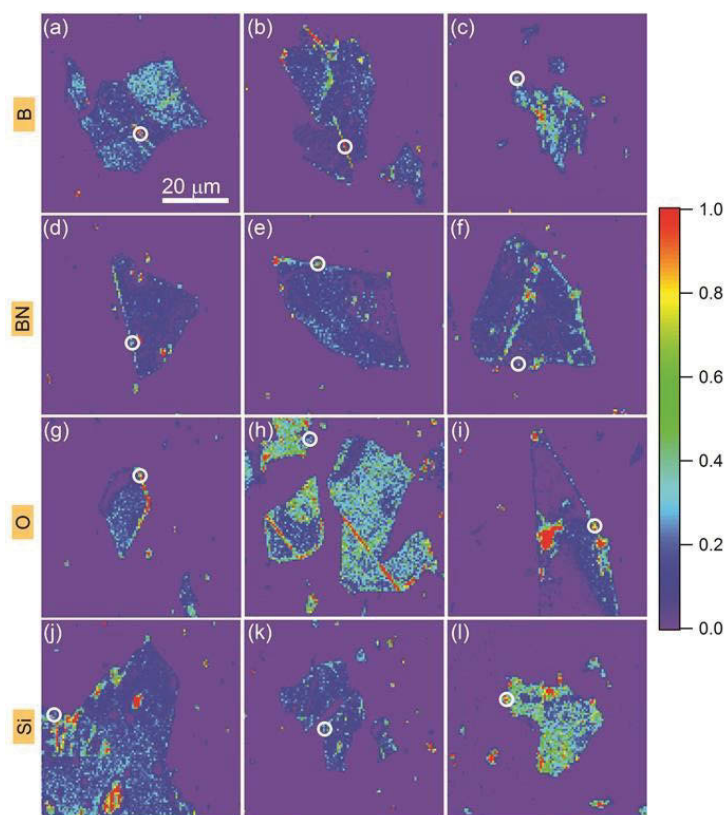 (a) (b) (c)
B
20 μm
(d) (e) (f)
BN
(g) (h) (i)
O
(j) (k) (l)
Si
1.0
0.8
0.6
0.4
0.2
0.0